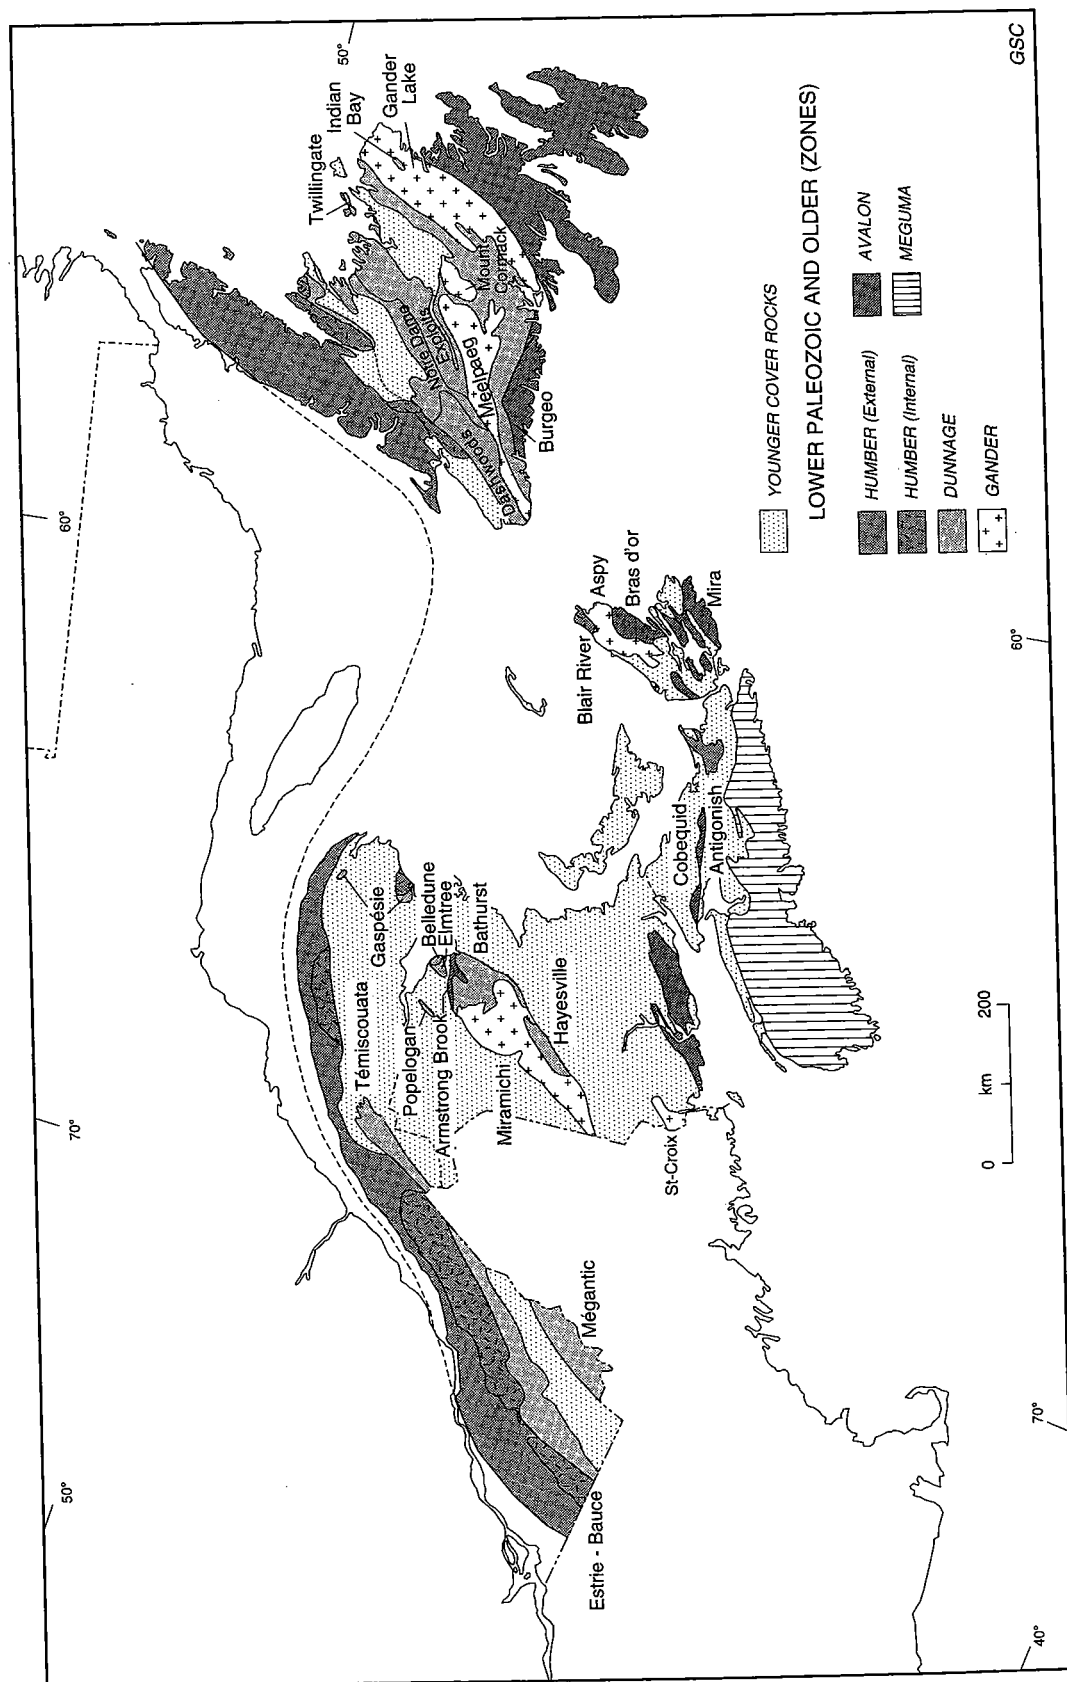 50°
60°
70°
50°
Twillingate
Indian
Bay
Gander
Lake
Notre Dame
Exploits
Mount
Cormack
Meelpaeg
Dashwoods
Burgeo
Blair River
Aspy
Bras d'or
Mira
Cobequid
Antigonish
Gaspésie
Belledune
Elmtree
Bathurst
Témiscouata
Popelogan
Armstrong Brook
Miramichi
Hayesville
St-Croix
Mégantic
Estrie - Bauce
YOUNGER COVER ROCKS
LOWER PALEOZOIC AND OLDER (ZONES)
HUMBER (External)
HUMBER (Internal)
DUNNAGE
GANDER
AVALON
MEGUMA
0
km
200
40°
70°
60°
GSC